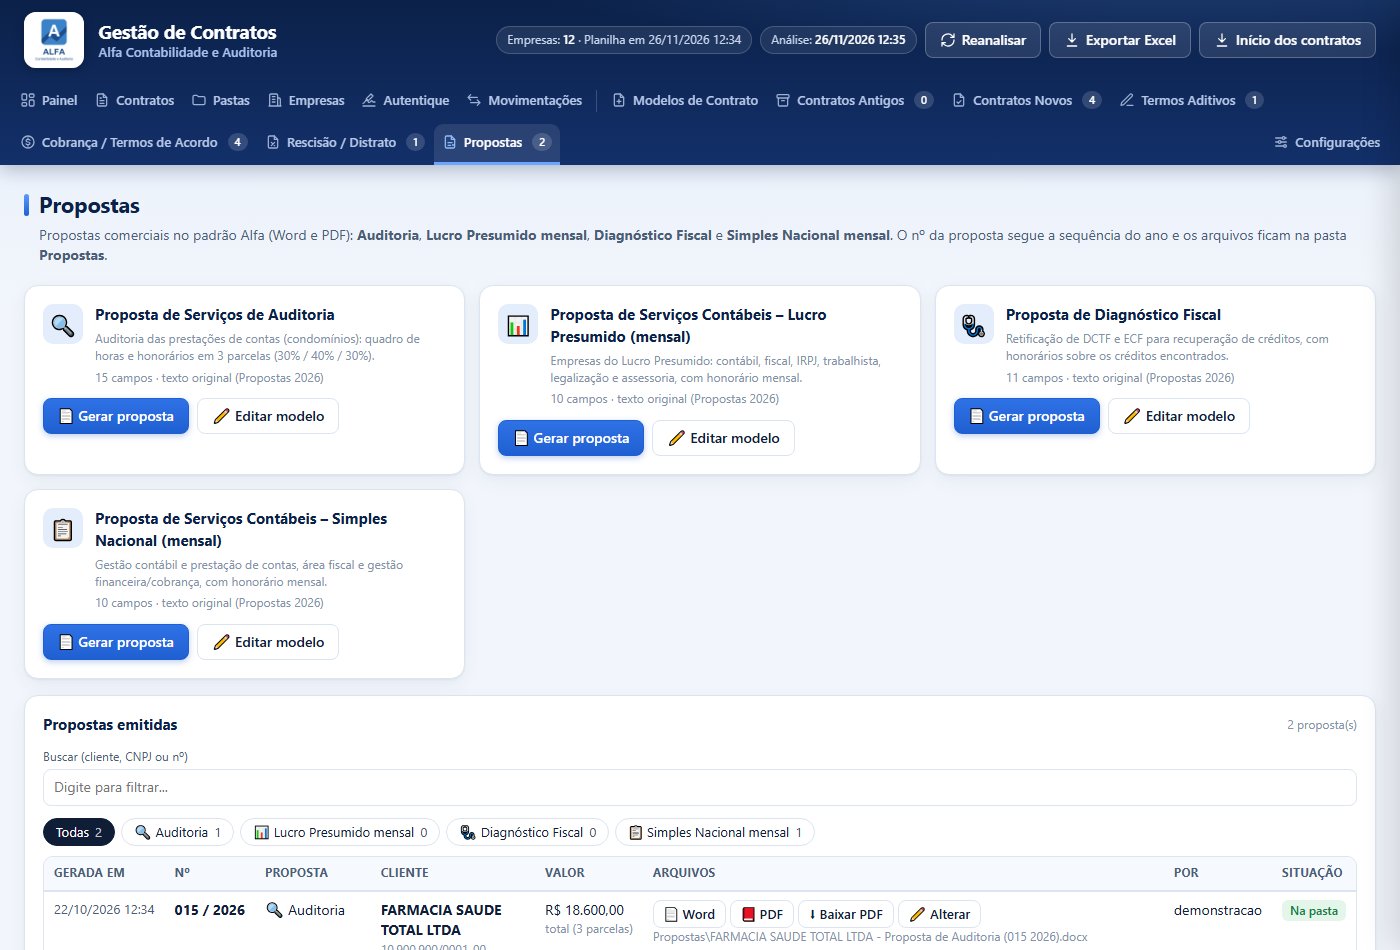 A
ALFA
Gestão de Contratos
Alfa Contabilidade e Auditoria
Empresas: 12 · Planilha em 26/11/2026 12:34
Análise: 26/11/2026 12:35
Reanalisar
Exportar Excel
Início dos contratos
Painel
Contratos
Pastas
Empresas
Autentique
Movimentações
Modelos de Contrato
Contratos Antigos 0
Contratos Novos 4
Termos Aditivos 1
Cobrança / Termos de Acordo 4
Rescisão / Distrato 1
Propostas 2
Configurações
Propostas
Propostas comerciais no padrão Alfa (Word e PDF): Auditoria, Lucro Presumido mensal, Diagnóstico Fiscal e Simples Nacional mensal. O nº da proposta segue a sequência do ano e os arquivos ficam na pasta
Propostas.
Proposta de Serviços de Auditoria
Auditoria das prestações de contas (condomínios): quadro de
horas e honorários em 3 parcelas (30% / 40% / 30%).
15 campos · texto original (Propostas 2026)
Gerar proposta
Editar modelo
Proposta de Serviços Contábeis – Lucro
Presumido (mensal)
Empresas do Lucro Presumido: contábil, fiscal, IRPJ, trabalhista,
legalização e assessoria, com honorário mensal.
10 campos · texto original (Propostas 2026)
Gerar proposta
Editar modelo
Proposta de Diagnóstico Fiscal
Retificação de DCTF e ECF para recuperação de créditos, com
honorários sobre os créditos encontrados.
11 campos · texto original (Propostas 2026)
Gerar proposta
Editar modelo
Proposta de Serviços Contábeis – Simples
Nacional (mensal)
Gestão contábil e prestação de contas, área fiscal e gestão
financeira/cobrança, com honorário mensal.
10 campos · texto original (Propostas 2026)
Gerar proposta
Editar modelo
Propostas emitidas
2 proposta(s)
Buscar (cliente, CNPJ ou nº)
Digite para filtrar...
Todas 2
Auditoria 1
Lucro Presumido mensal 0
Diagnóstico Fiscal 0
Simples Nacional mensal 1
GERADA EM Nº PROPOSTA CLIENTE VALOR ARQUIVOS POR SITUAÇÃO
22/10/2026 12:34 015 / 2026 Auditoria FARMACIA SAUDE R$ 18.600,00 Word PDF Baixar PDF Alterar demonstracao Na pasta
TOTAL LTDA total (3 parcelas) Propostas\FARMACIA SAUDE TOTAL LTDA - Proposta de Auditoria (015 2026).docx